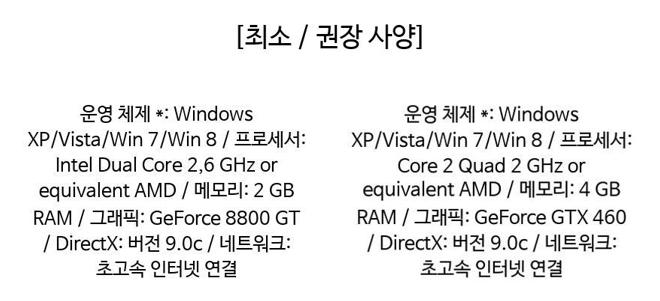 [최소 / 권장 사양]
운영 체제 *: Windows
XP/Vista/Win 7/Win 8 / 프로세서:
Intel Dual Core 2,6 GHz or
equivalent AMD / 메모리: 2 GB
RAM / 그래픽: GeForce 8800 GT
/ DirectX: 버전 9.0c / 네트워크:
초고속 인터넷 연결
운영 체제 *: Windows
XP/Vista/Win 7/Win 8 / 프로세서:
Core 2 Quad 2 GHz or
equivalent AMD / 메모리: 4 GB
RAM / 그래픽: GeForce GTX 460
/ DirectX: 버전 9.0c / 네트워크:
초고속 인터넷 연결